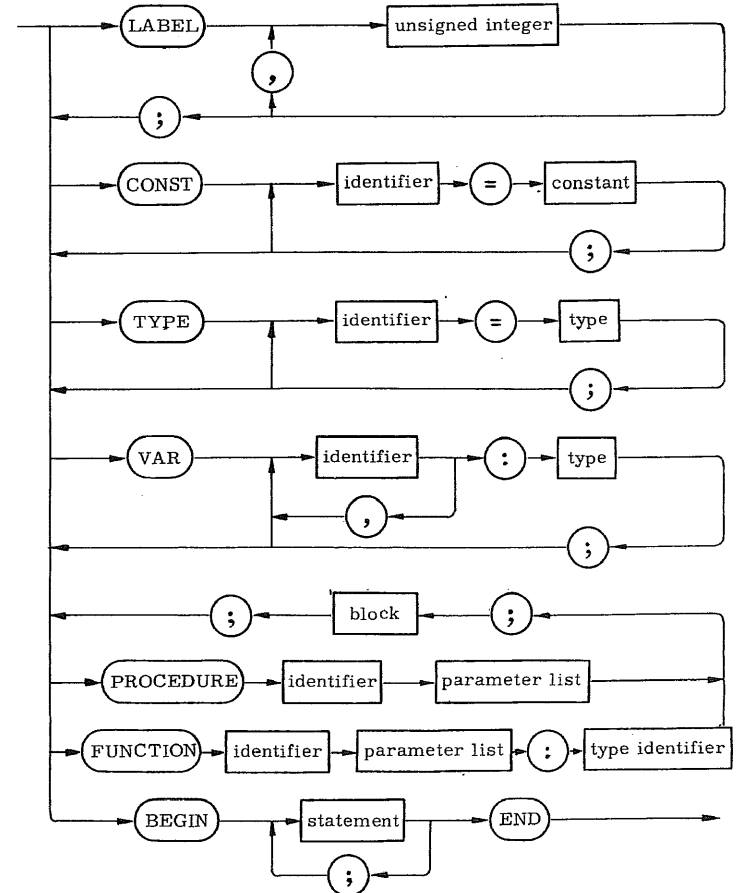 LABEL unsigned integer
,
;
CONST identifier = constant
;
TYPE identifier = type
;
VAR identifier : type
,
;
; block ;
PROCEDURE identifier parameter list
FUNCTION identifier parameter list : type identifier
BEGIN statement END
;